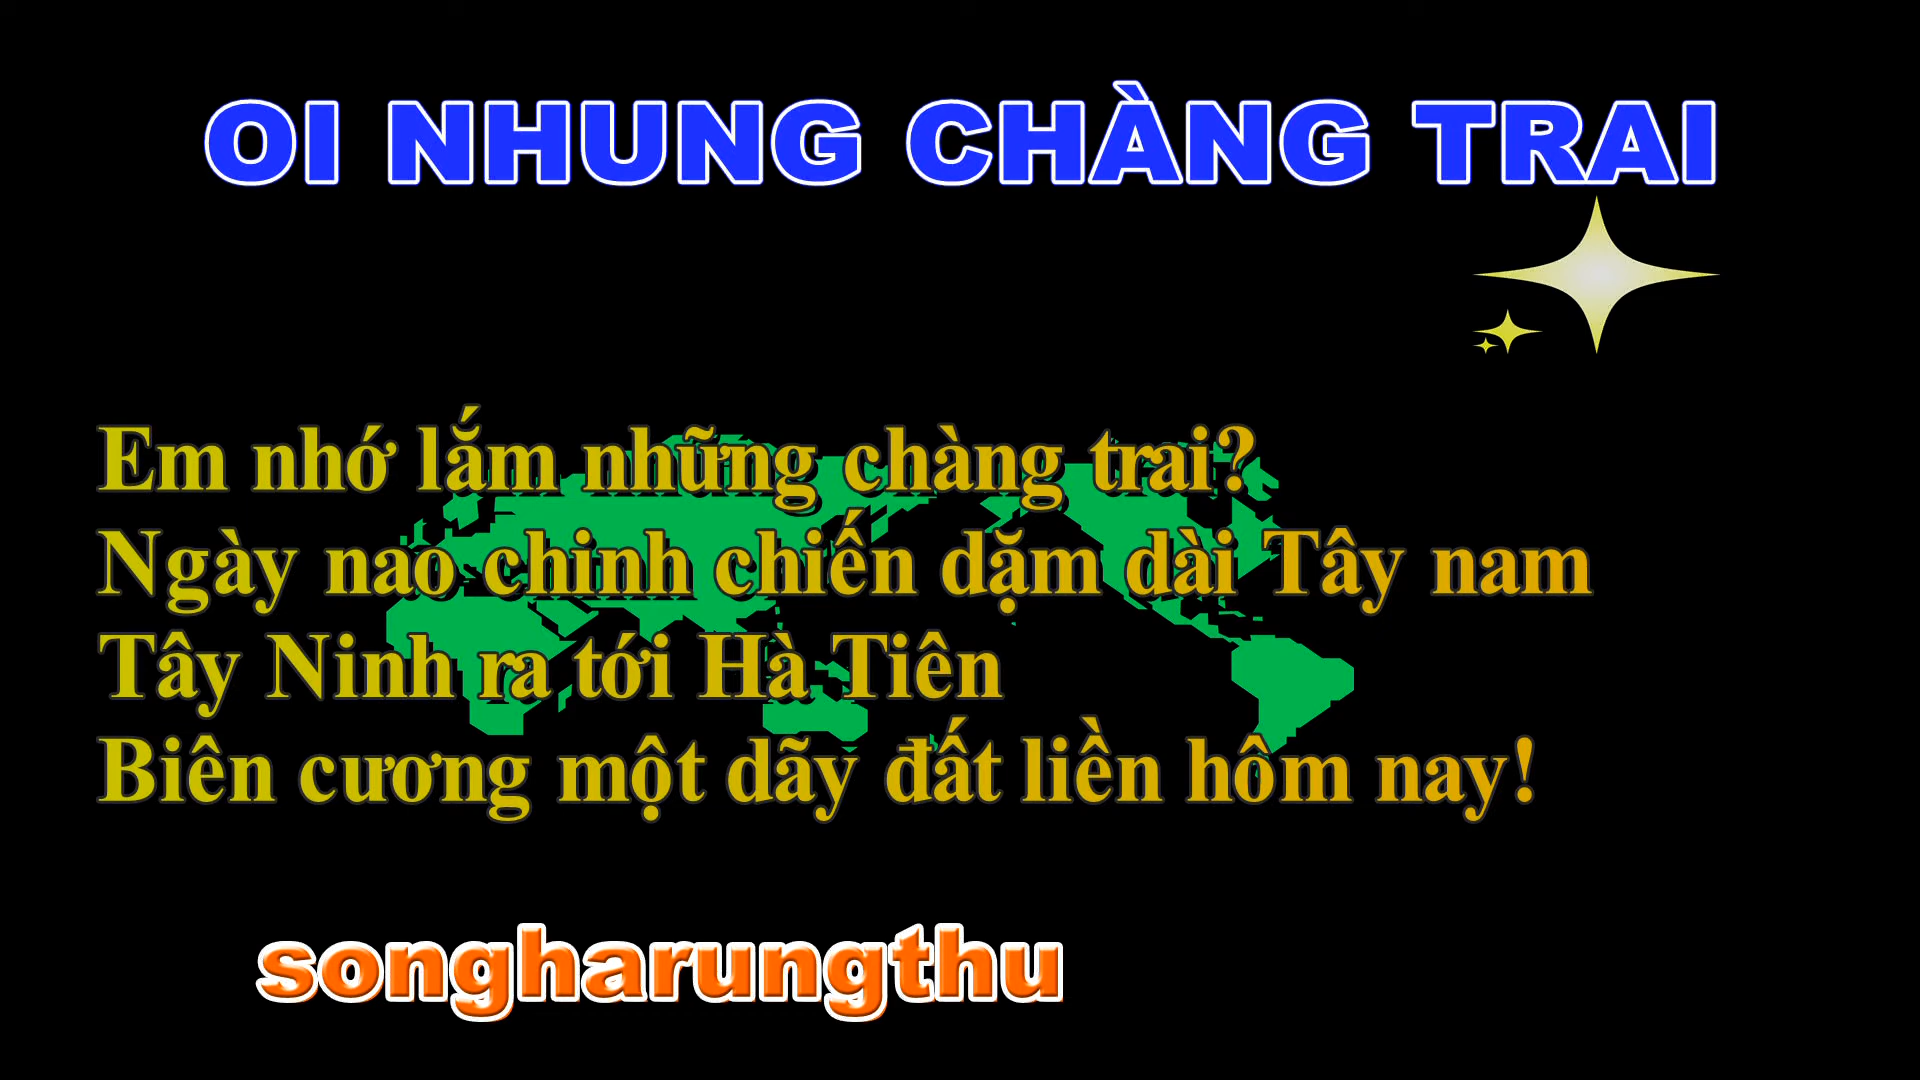 OI NHUNG CHÀNG TRAI
Em nhớ lắm những chàng trai?
Ngày nao chinh chiến dặm dài Tây nam
Tây Ninh ra tới Hà Tiên
Biên cương một dãy đất liền hôm nay!
songharungthu